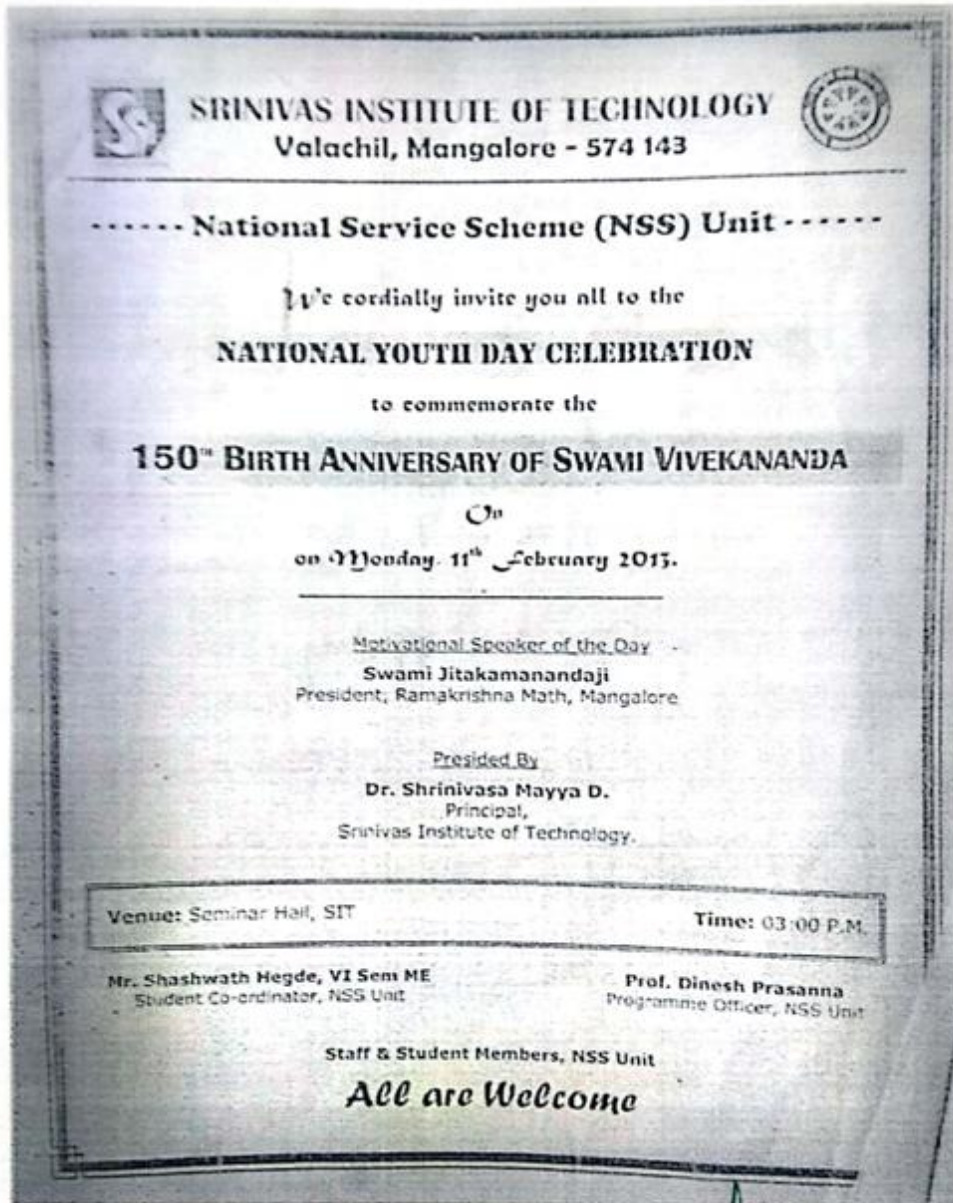 SRINIVAS INSTITUTE OF TECHNOLOGY
Valachil, Mangalore - 574 143
------ National Service Scheme (NSS) Unit ------
We cordially invite you all to the
NATIONAL YOUTH DAY CELEBRATION
to commemorate the
150TH BIRTH ANNIVERSARY OF SWAMI VIVEKANANDA
On
on Monday. 11th February 2013.
Motivational Speaker of the Day
Swami Jitakamanandaji
President, Ramakrishna Math, Mangalore
Presided By
Dr. Shrinivasa Mayya D.
Principal,
Srinivas Institute of Technology.
Venue: Seminar Hall, SIT Time: 03:00 P.M.
Mr. Shashwath Hegde, VI Sem ME Prof. Dinesh Prasanna
Student Co-ordinator, NSS Unit Programme Officer, NSS Unit
Staff & Student Members, NSS Unit
All are Welcome